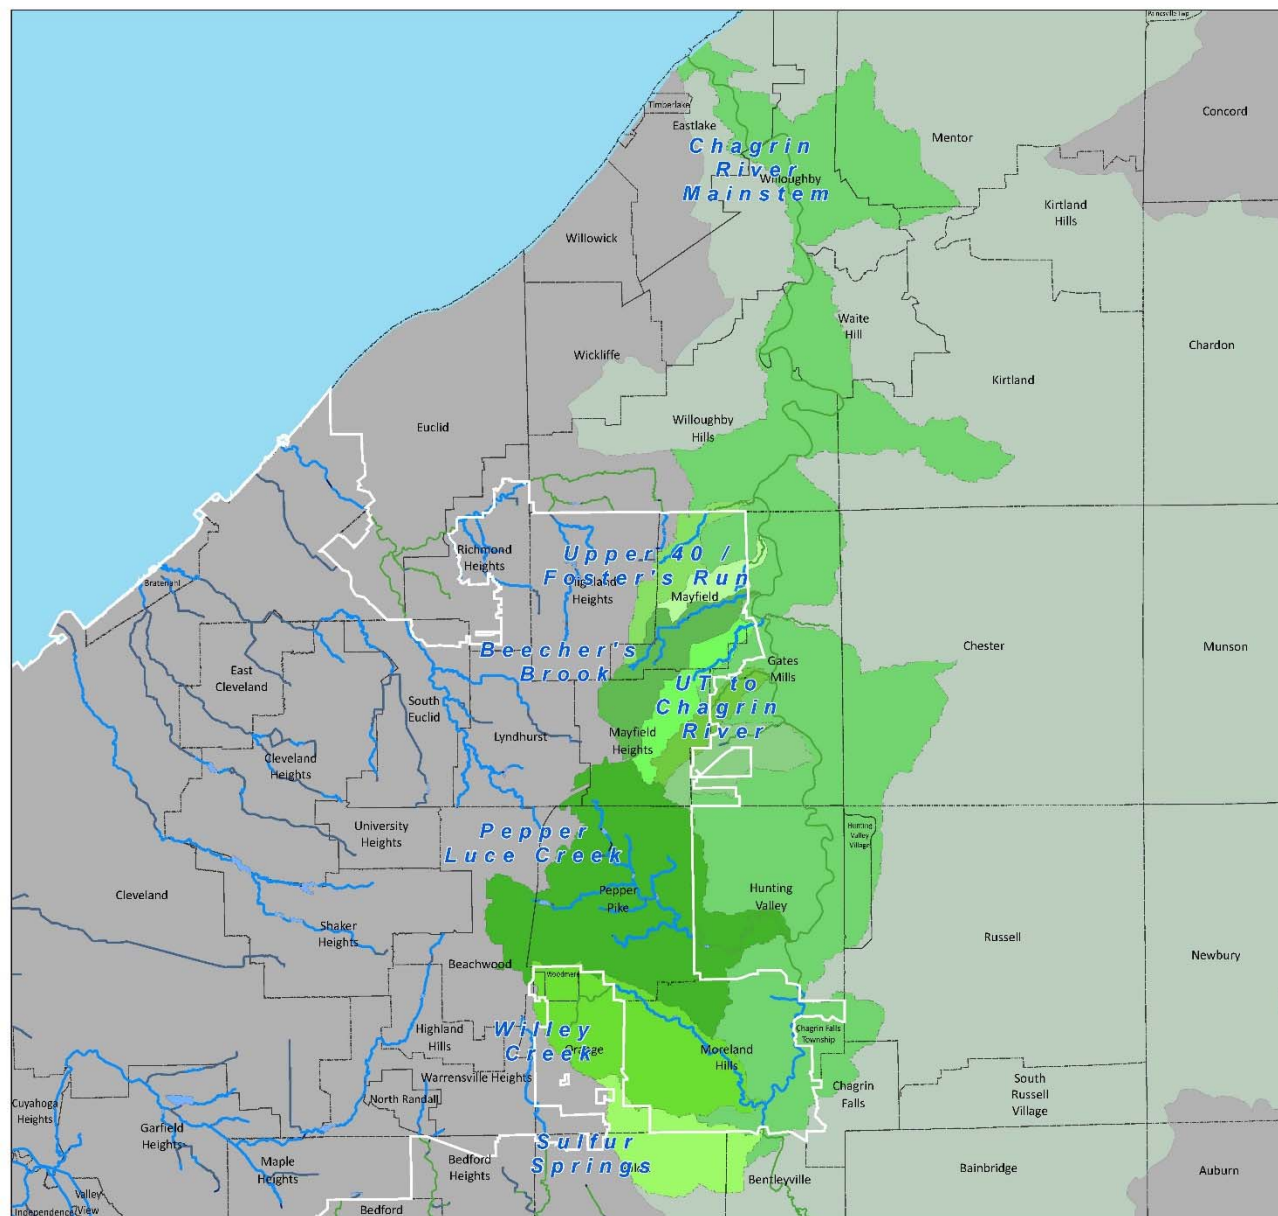 Painesville Twp
Concord
Timberlake
Eastlake
Mentor
Chagrin
River
Mainstem
Willoughby
Kirtland
Hills
Willowick
Waite
Hill
Chardon
Wickliffe
Kirtland
Willoughby
Hills
Euclid
Richmond
Heights
Upper 40 /
Foster's Run
Highland
Heights
Mayfield
Bratenahl
Beecher's
Brook
Gates
Mills
Chester
Munson
East
Cleveland
South
Euclid
UT to
Chagrin
River
Lyndhurst
Mayfield
Heights
Cleveland
Heights
University
Heights
Pepper
Luce Creek
Hunting
Valley
Village
Cleveland
Pepper
Pike
Hunting
Valley
Shaker
Heights
Russell
Newbury
Beachwood
Woodmere
Highland
Hills
Willey
Creek
Orange
Moreland
Hills
Chagrin Falls
Township
Warrensville Heights
Chagrin
Falls
South
Russell
Village
North Randall
Cuyahoga
Heights
Garfield
Heights
Maple
Heights
Bedford
Heights
Sulfur
Springs
Bentleyville
Bainbridge
Auburn
Valley
View
Independence
Bedford